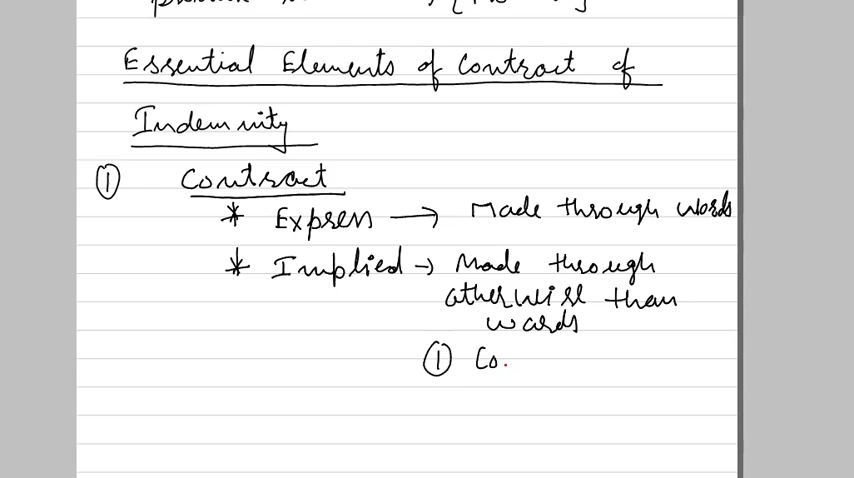 Essential Elements of Contract of
Indemnity
① Contract
* Express → Made through words
* Implied → Made through
otherwise than
words
① Co